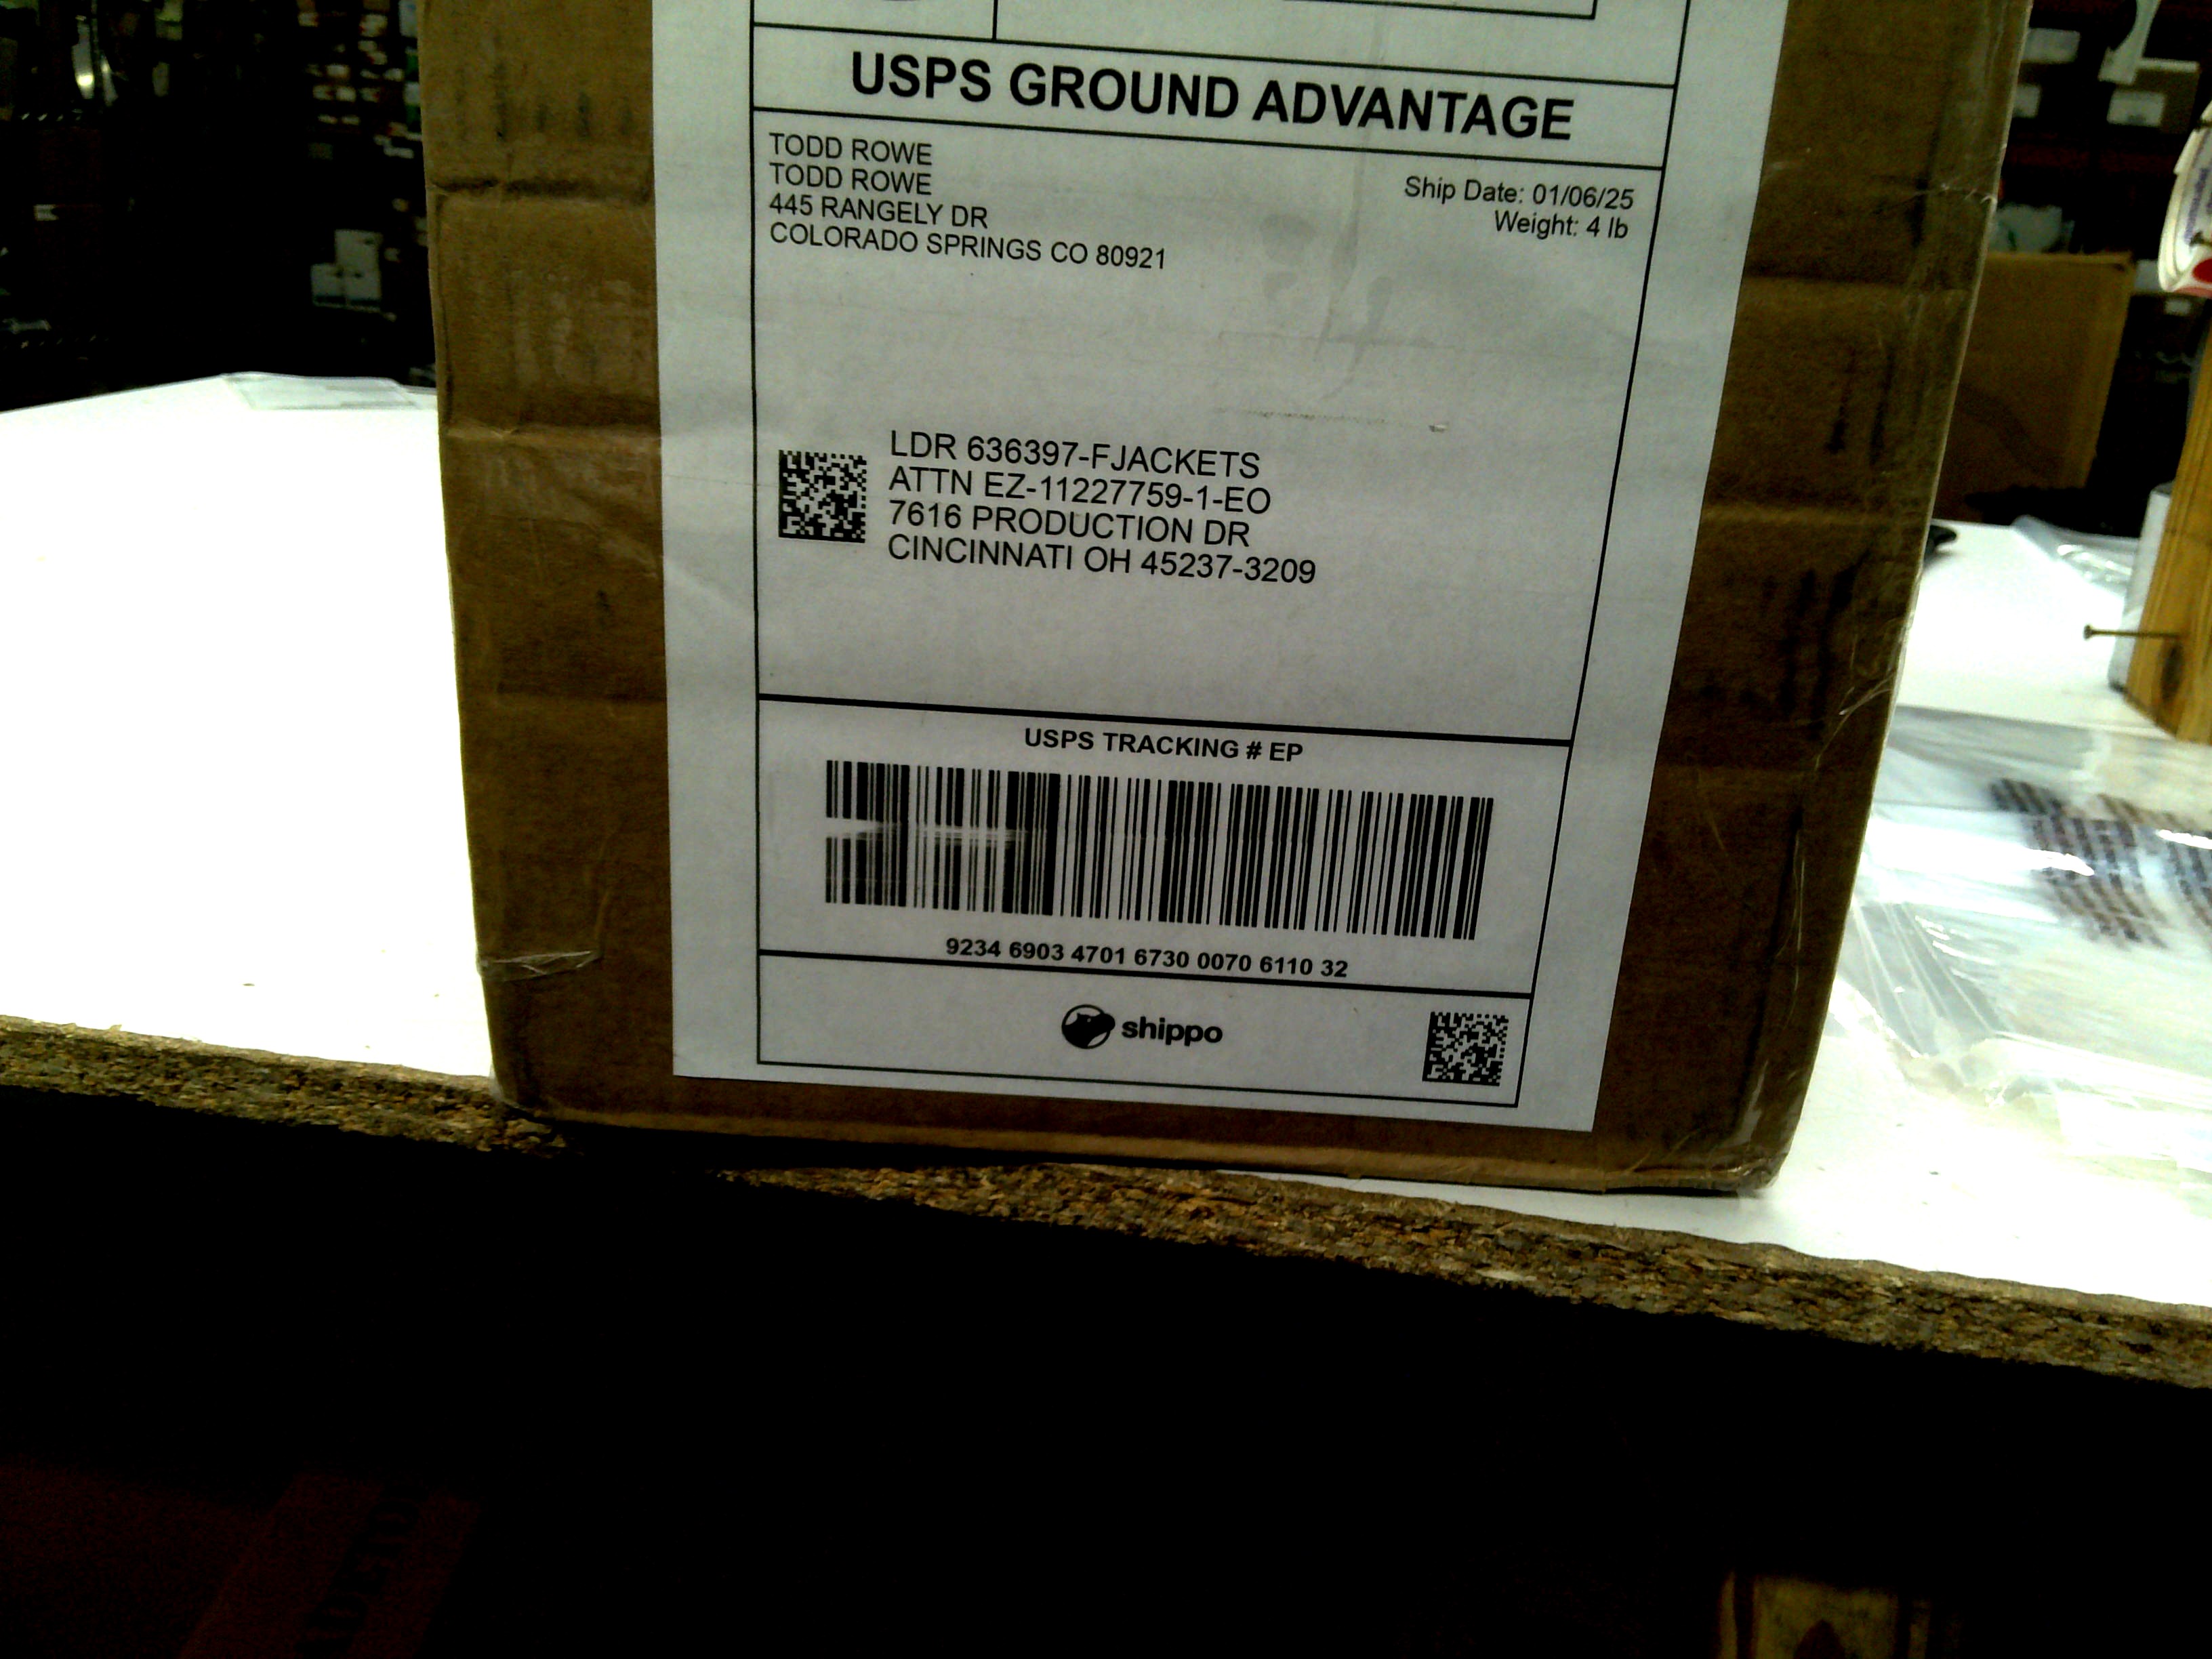 USPS GROUND ADVANTAGE
TODD ROWE
TODD ROWE
445 RANGELY DR
COLORADO SPRINGS CO 80921
Ship Date: 01/06/25
Weight: 4 lb
LDR 636397-FJACKETS
ATTN EZ-11227759-1-EO
7616 PRODUCTION DR
CINCINNATI OH 45237-3209
USPS TRACKING # EP
9234 6903 4701 6730 0070 6110 32
shippo